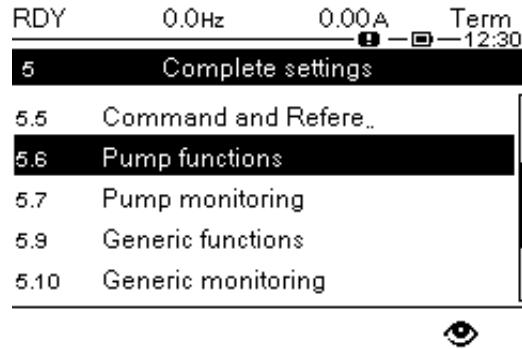 RDY 0.0Hz 0.00A Term
12:30
5 Complete settings
5.5 Command and Refere..
5.6 Pump functions
5.7 Pump monitoring
5.9 Generic functions
5.10 Generic monitoring